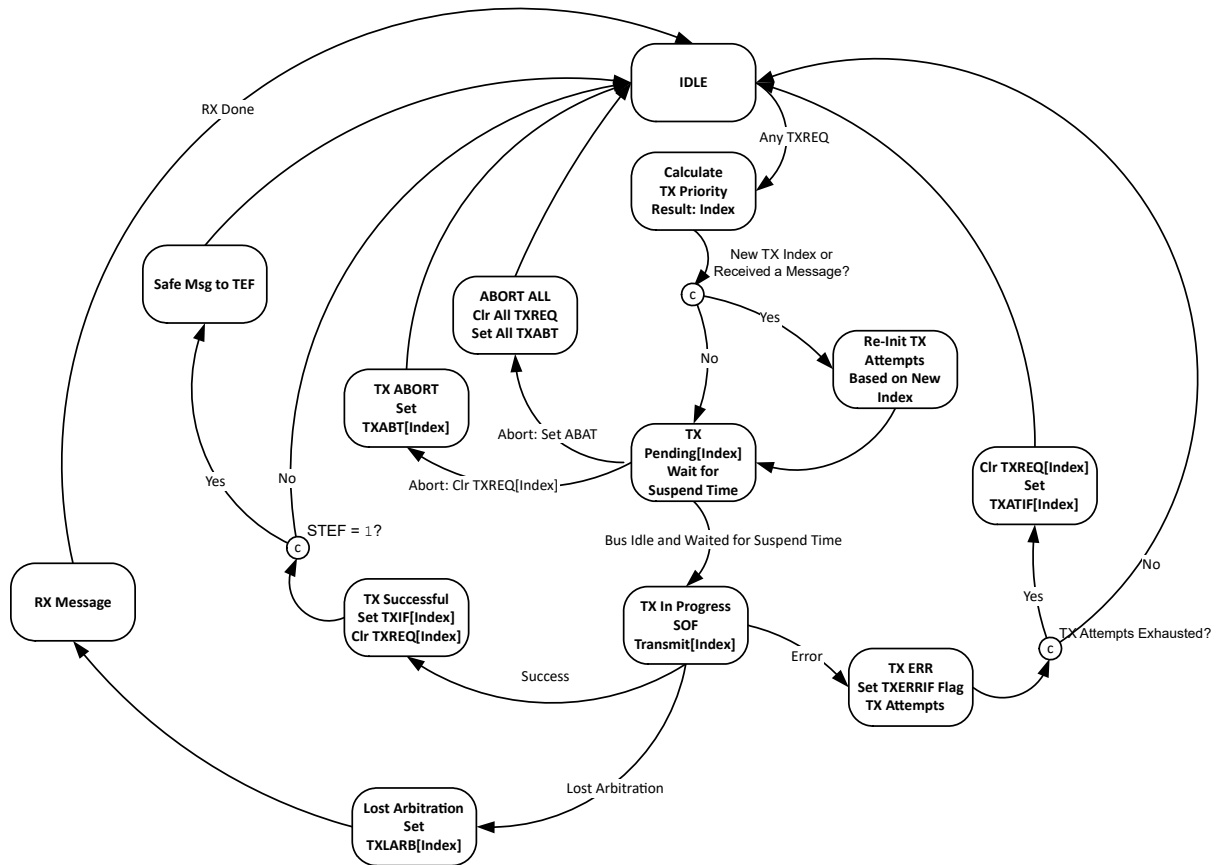 IDLE
RX Done
Any TXREQ
Calculate
TX Priority
Result: Index
New TX Index or
Received a Message?
Safe Msg to TEF
ABORT ALL
Clr All TXREQ
Set All TXABT
c
Yes
No
Re-Init TX
Attempts
Based on New
Index
TX ABORT
Set
TXABT[Index]
Abort: Set ABAT
TX
Pending[Index]
Wait for
Suspend Time
Abort: Clr TXREQ[Index]
Clr TXREQ[Index]
Set
TXATIF[Index]
Yes
No
STEF = 1?
c
Bus Idle and Waited for Suspend Time
No
Yes
RX Message
TX Successful
Set TXIF[Index]
Clr TXREQ[Index]
TX In Progress
SOF
Transmit[Index]
TX Attempts Exhausted?
c
Error
TX ERR
Set TXERRIF Flag
TX Attempts
Success
Lost Arbitration
Lost Arbitration
Set
TXLARB[Index]